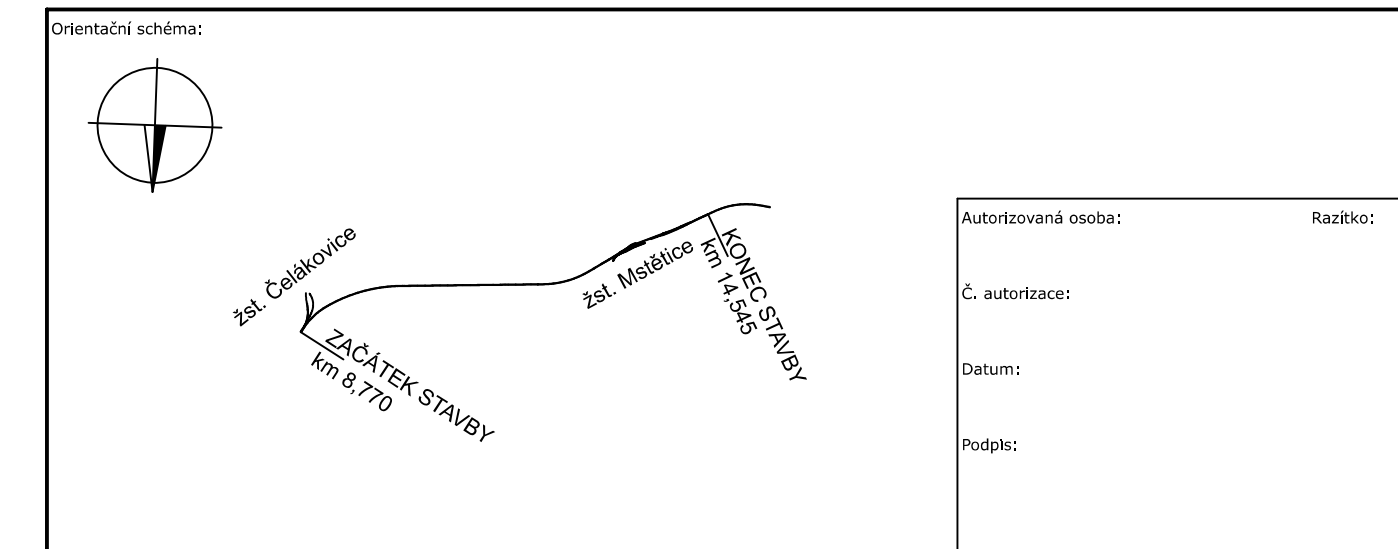 Orientační schéma:
žst. Čelákovice
ZAČÁTEK STAVBY
km 8,770
žst. Mstětice
KONEC STAVBY
km 14,545
Autorizovaná osoba:
Razítko:
Č. autorizace:
Datum:
Podpis: